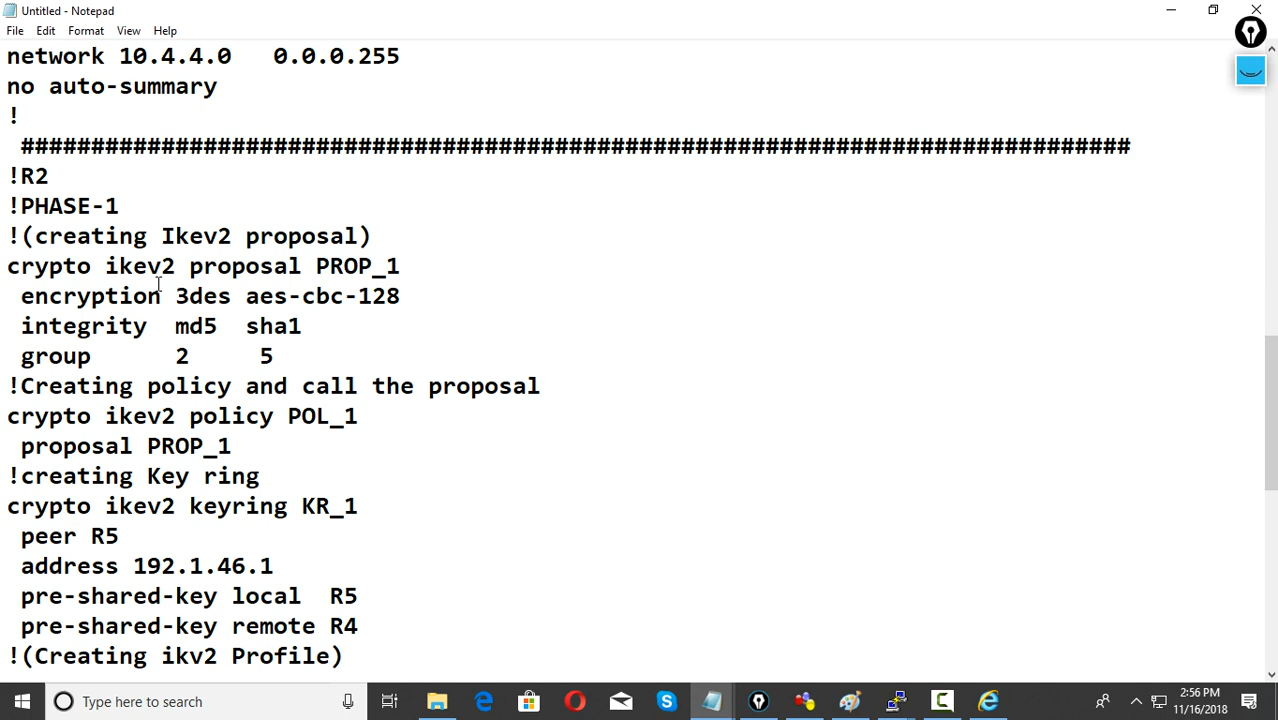 Untitled - Notepad
File Edit Format View Help
network 10.4.4.0   0.0.0.255
no auto-summary
!
###############################################################################
!R2
!PHASE-1
!(creating Ikev2 proposal)
crypto ikev2 proposal PROP_1
encryption 3des aes-cbc-128
integrity  md5  sha1
group      2     5
!Creating policy and call the proposal
crypto ikev2 policy POL_1
proposal PROP_1
!creating Key ring
crypto ikev2 keyring KR_1
peer R5
address 192.1.46.1
pre-shared-key local  R5
pre-shared-key remote R4
!(Creating ikv2 Profile)
Type here to search
2:56 PM
11/16/2018